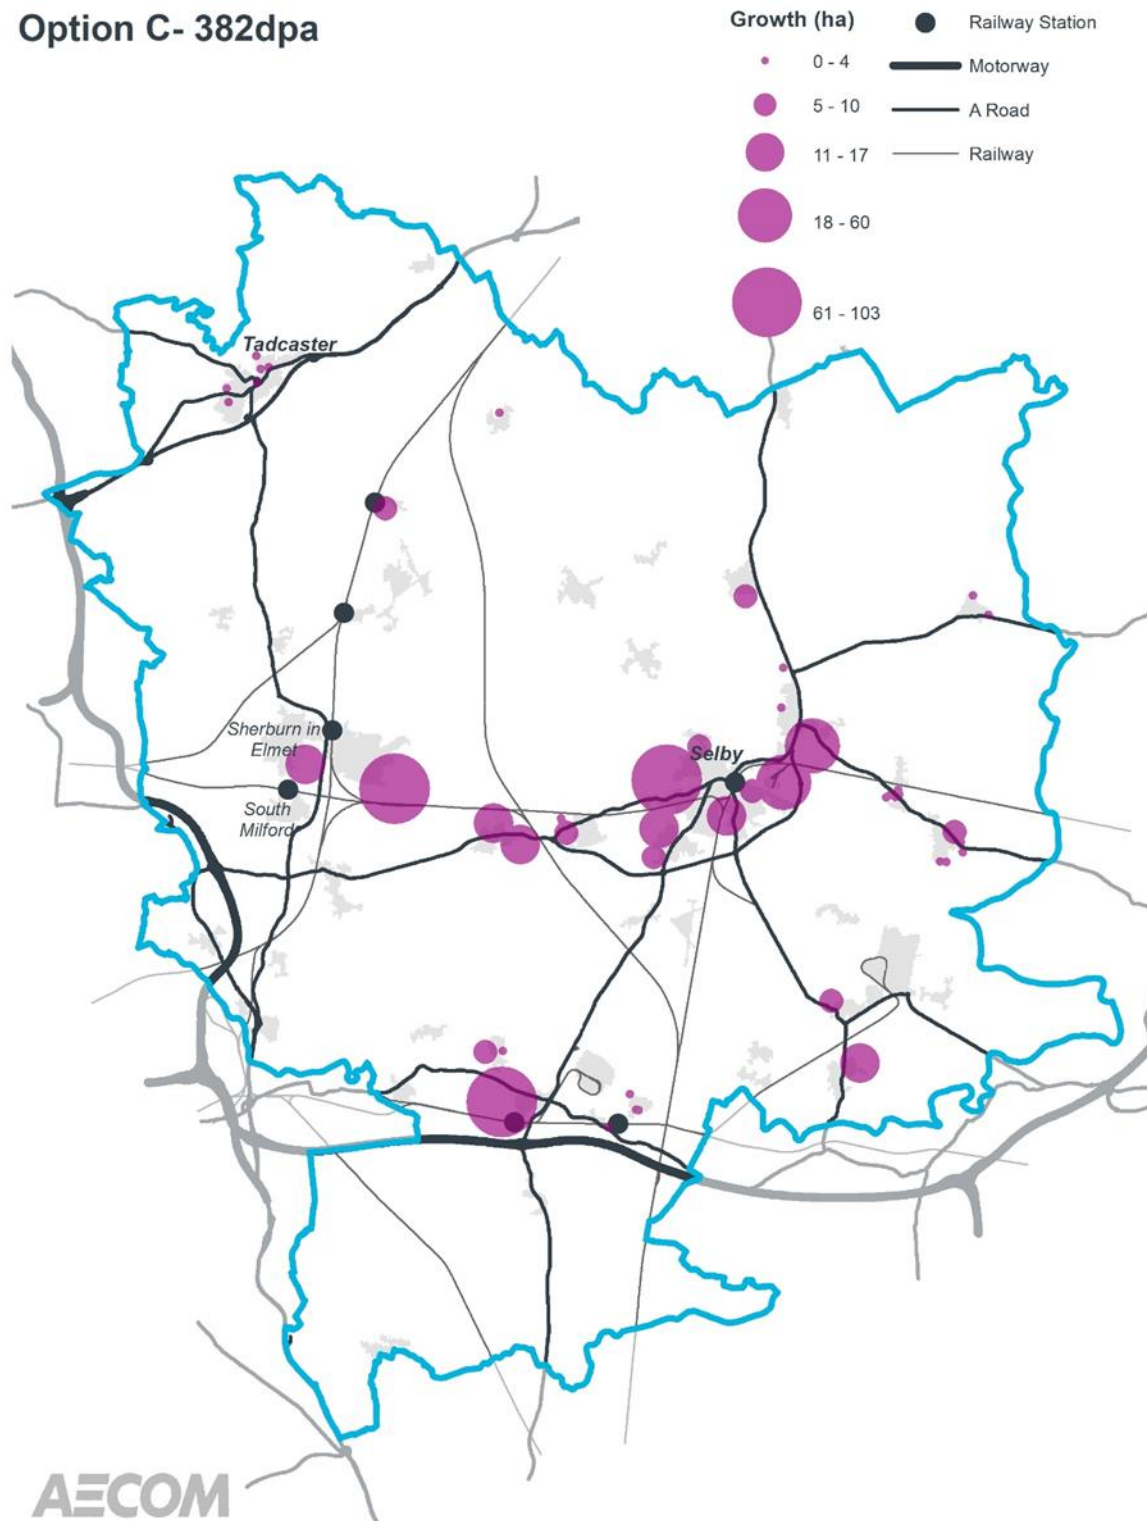 Option C- 382dpa
Growth (ha)
0 - 4
5 - 10
11 - 17
18 - 60
61 - 103
Railway Station
Motorway
A Road
Railway
Tadcaster
Sherburn in
Elmet
South
Milford
Selby
AECOM